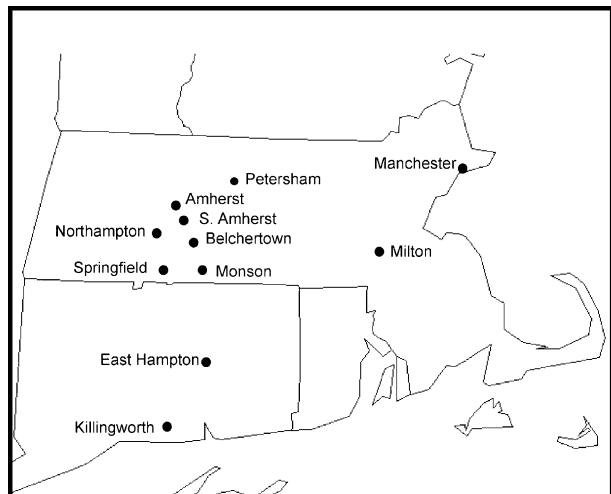 Manchester
Petersham
Amherst
S. Amherst
Northampton
Belchertown
Milton
Springfield
Monson
East Hampton
Killingworth